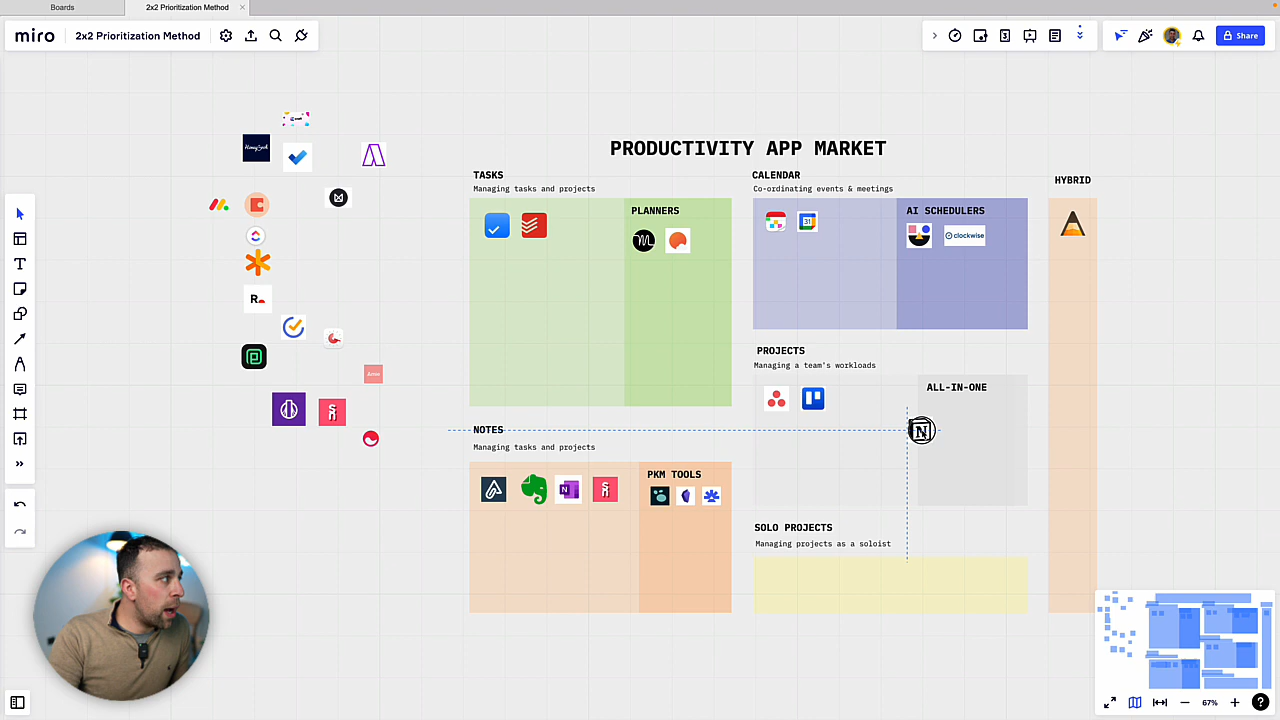 Boards
2x2 Prioritization Method
miro
2x2 Prioritization Method
3
Share
PRODUCTIVITY APP MARKET
TASKS
Managing tasks and projects
PLANNERS
CALENDAR
Co-ordinating events & meetings
31
AI SCHEDULERS
clockwise
HYBRID
PROJECTS
Managing a team's workloads
ALL-IN-ONE
N
NOTES
Managing tasks and projects
N
PKM TOOLS
SOLO PROJECTS
Managing projects as a soloist
R
67%
?